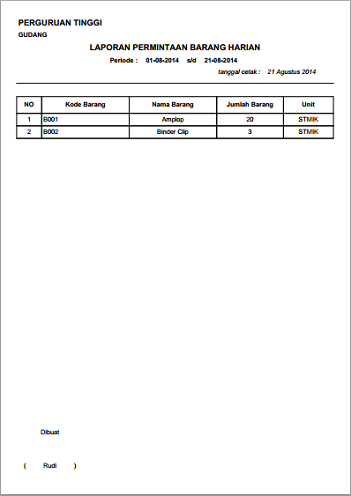 PERGURUAN TINGGI
GUDANG
LAPORAN PERMINTAAN BARANG HARIAN
Periode : 01-08-2014 s/d 21-08-2014
tanggal cetak : 21 Agustus 2014
NO Kode Barang Nama Barang Jumlah Barang Unit
1 B001 Amplop 20 STMIK
2 B002 Binder Clip 3 STMIK
Dibuat
( Rudi )